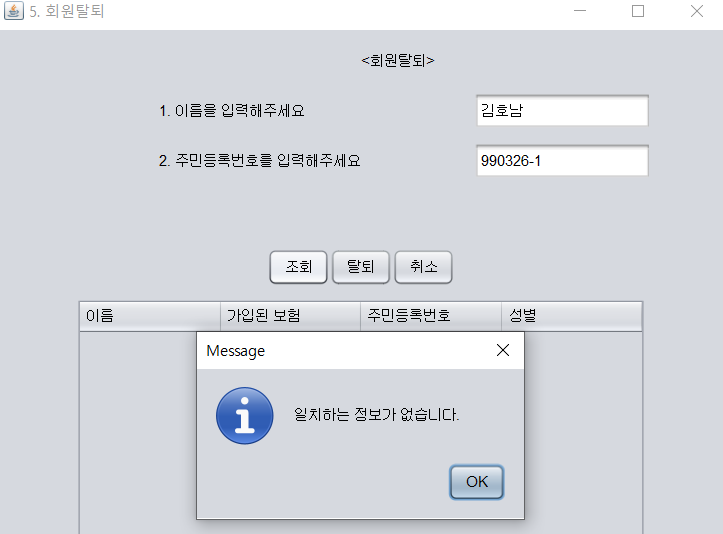 5. 회원탈퇴
<회원탈퇴>
1. 이름을 입력해주세요 김호남
2. 주민등록번호를 입력해주세요 990326-1
조회 탈퇴 취소
이름 가입된 보험 주민등록번호 성별
Message
일치하는 정보가 없습니다.
OK